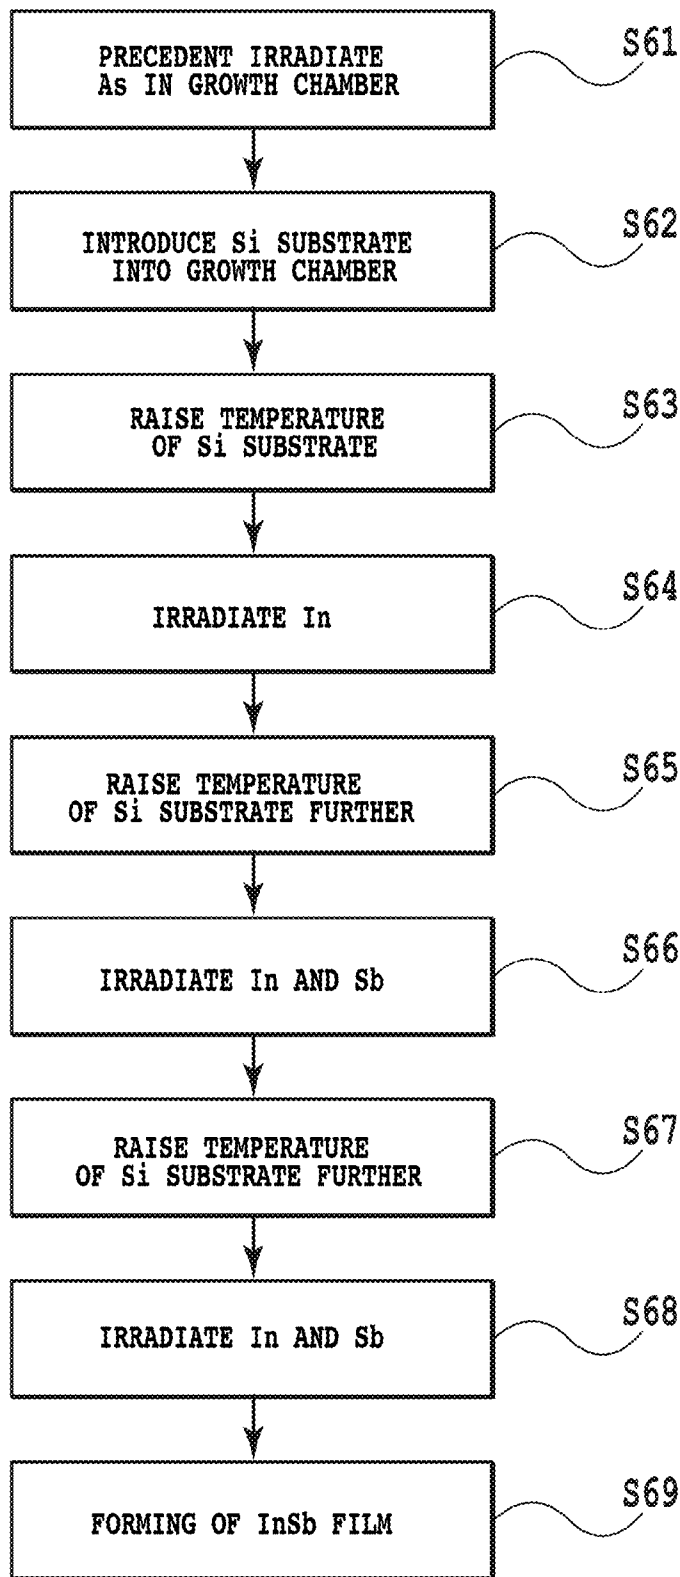 S61
PRECEDENT IRRADIATE
As IN GROWTH CHAMBER
S62
INTRODUCE Si SUBSTRATE
INTO GROWTH CHAMBER
S63
RAISE TEMPERATURE
OF Si SUBSTRATE
S64
IRRADIATE In
S65
RAISE TEMPERATURE
OF Si SUBSTRATE FURTHER
S66
IRRADIATE In AND Sb
S67
RAISE TEMPERATURE
OF Si SUBSTRATE FURTHER
S68
IRRADIATE In AND Sb
S69
FORMING OF InSb FILM